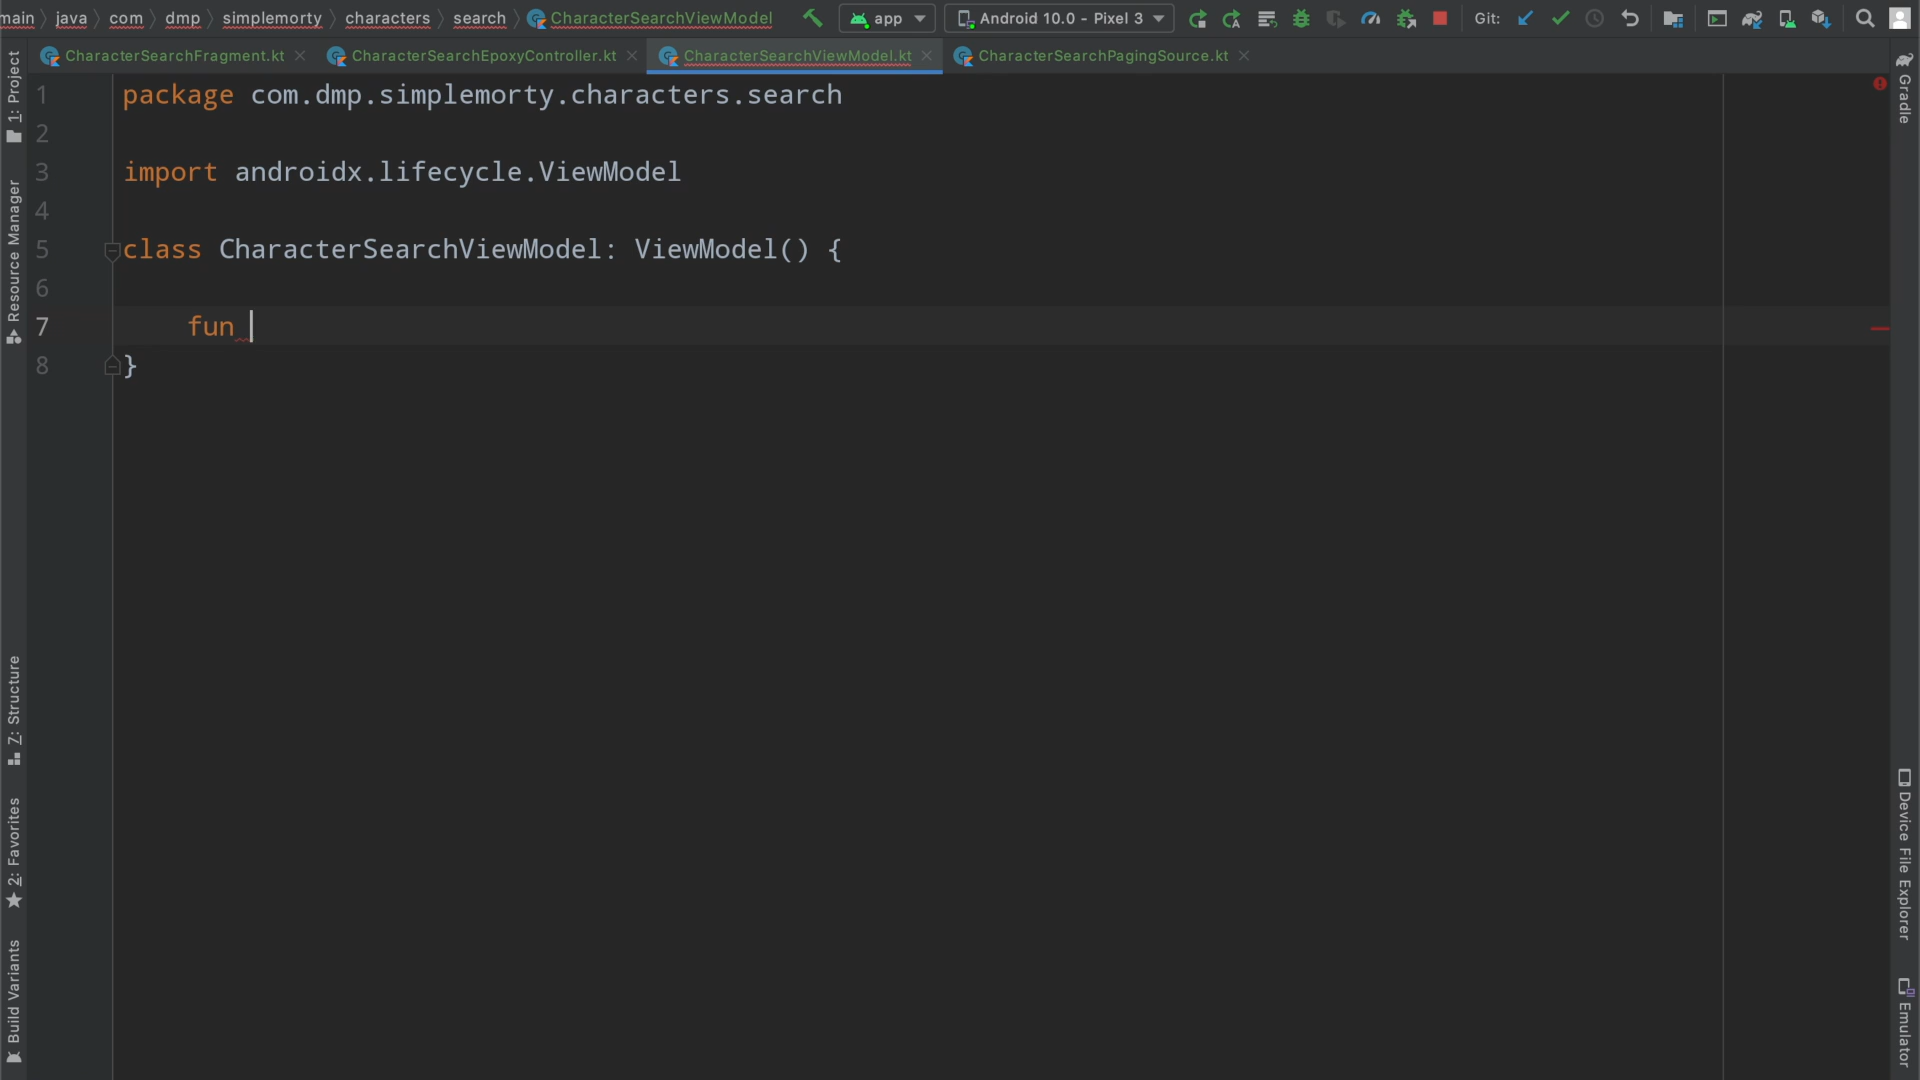 main java com dmp simplemorty characters search CharacterSearchViewModel app Android 10.0 - Pixel 3 Git:
CharacterSearchFragment.kt CharacterSearchEpoxyController.kt CharacterSearchViewModel.kt CharacterSearchPagingSource.kt
1: Project
Resource Manager
Z: Structure
2: Favorites
Build Variants
1 package com.dmp.simplemorty.characters.search
2
3 import androidx.lifecycle.ViewModel
4
5 class CharacterSearchViewModel: ViewModel() {
6
7 fun
8 }
Gradle
Device File Explorer
Emulator